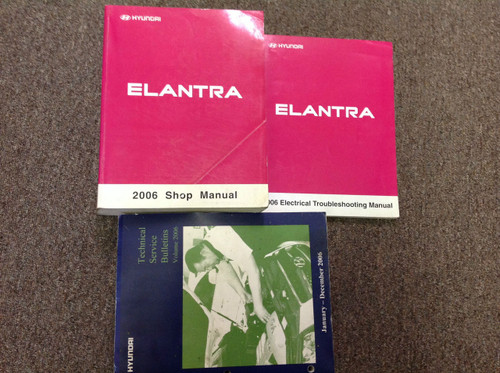 HYUNDAI
ELANTRA
2006 Shop Manual
HYUNDAI
ELANTRA
006 Electrical Troubleshooting Manual
Technical
Service
Bulletins
Volume 2006
January – December 2006
HYUNDAI